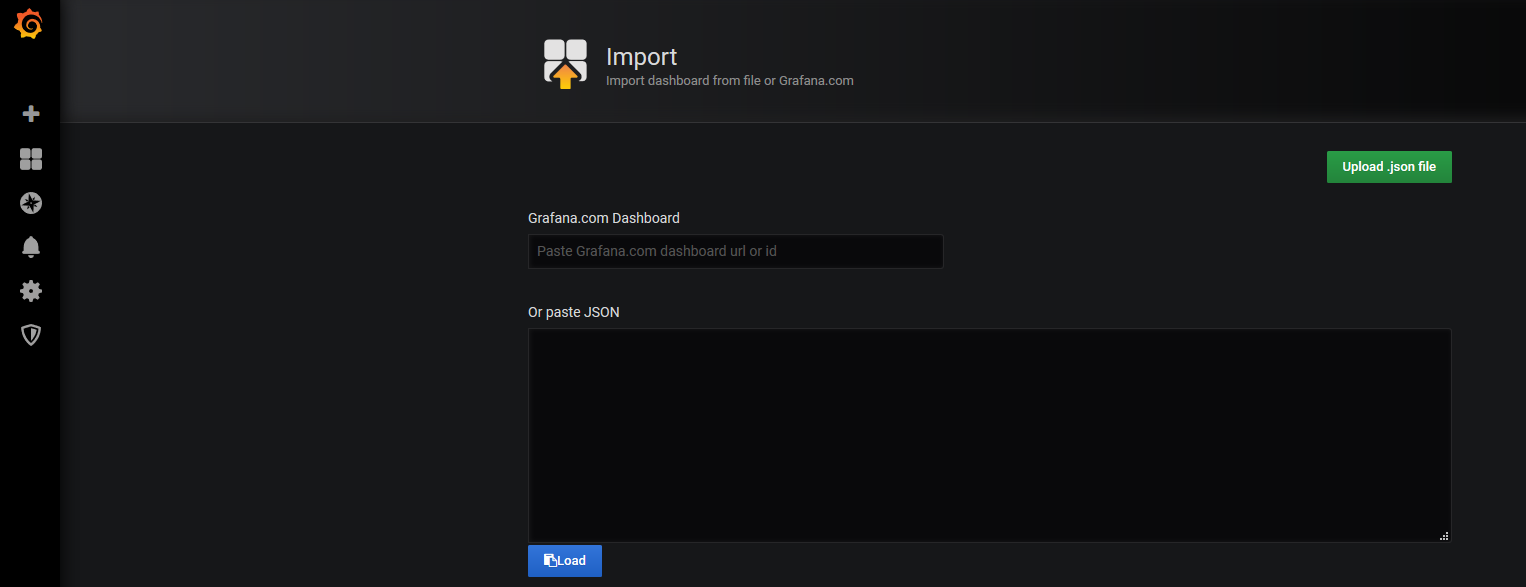 Import
Import dashboard from file or Grafana.com
Upload .json file
Grafana.com Dashboard
Paste Grafana.com dashboard url or id
Or paste JSON
Load